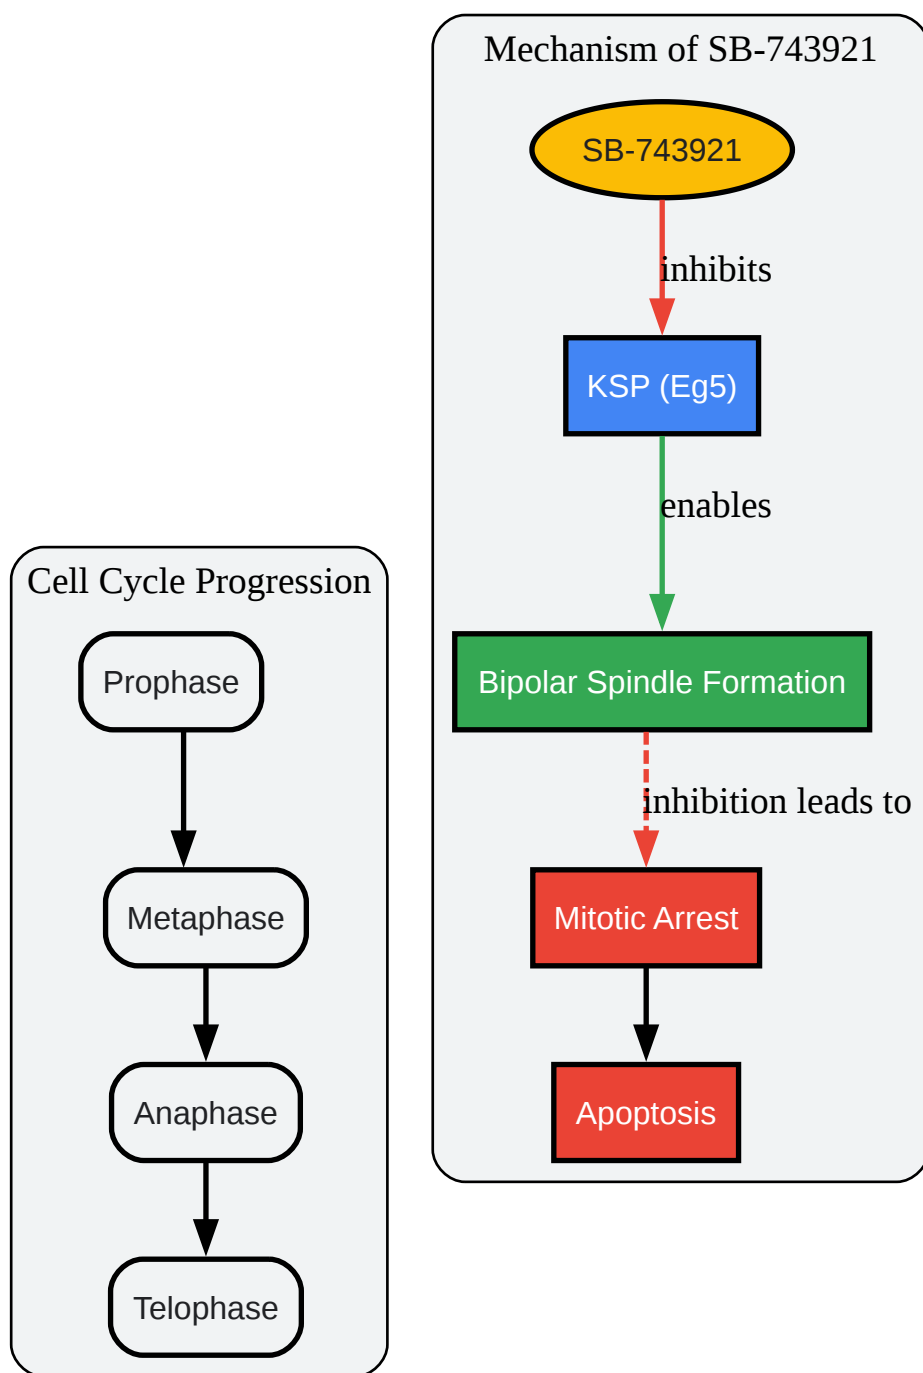 Mechanism of SB-743921
SB-743921
inhibits
KSP (Eg5)
enables
Bipolar Spindle Formation
inhibition leads to
Mitotic Arrest
Apoptosis
Cell Cycle Progression
Prophase
Metaphase
Anaphase
Telophase